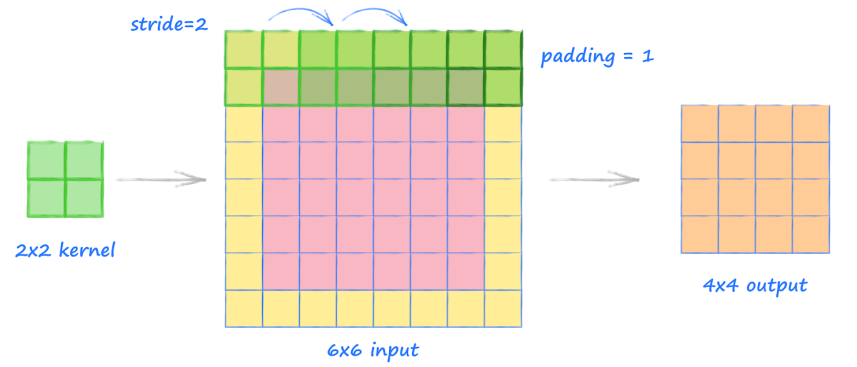 stride=2
padding = 1
2x2 kernel
4x4 output
6x6 input